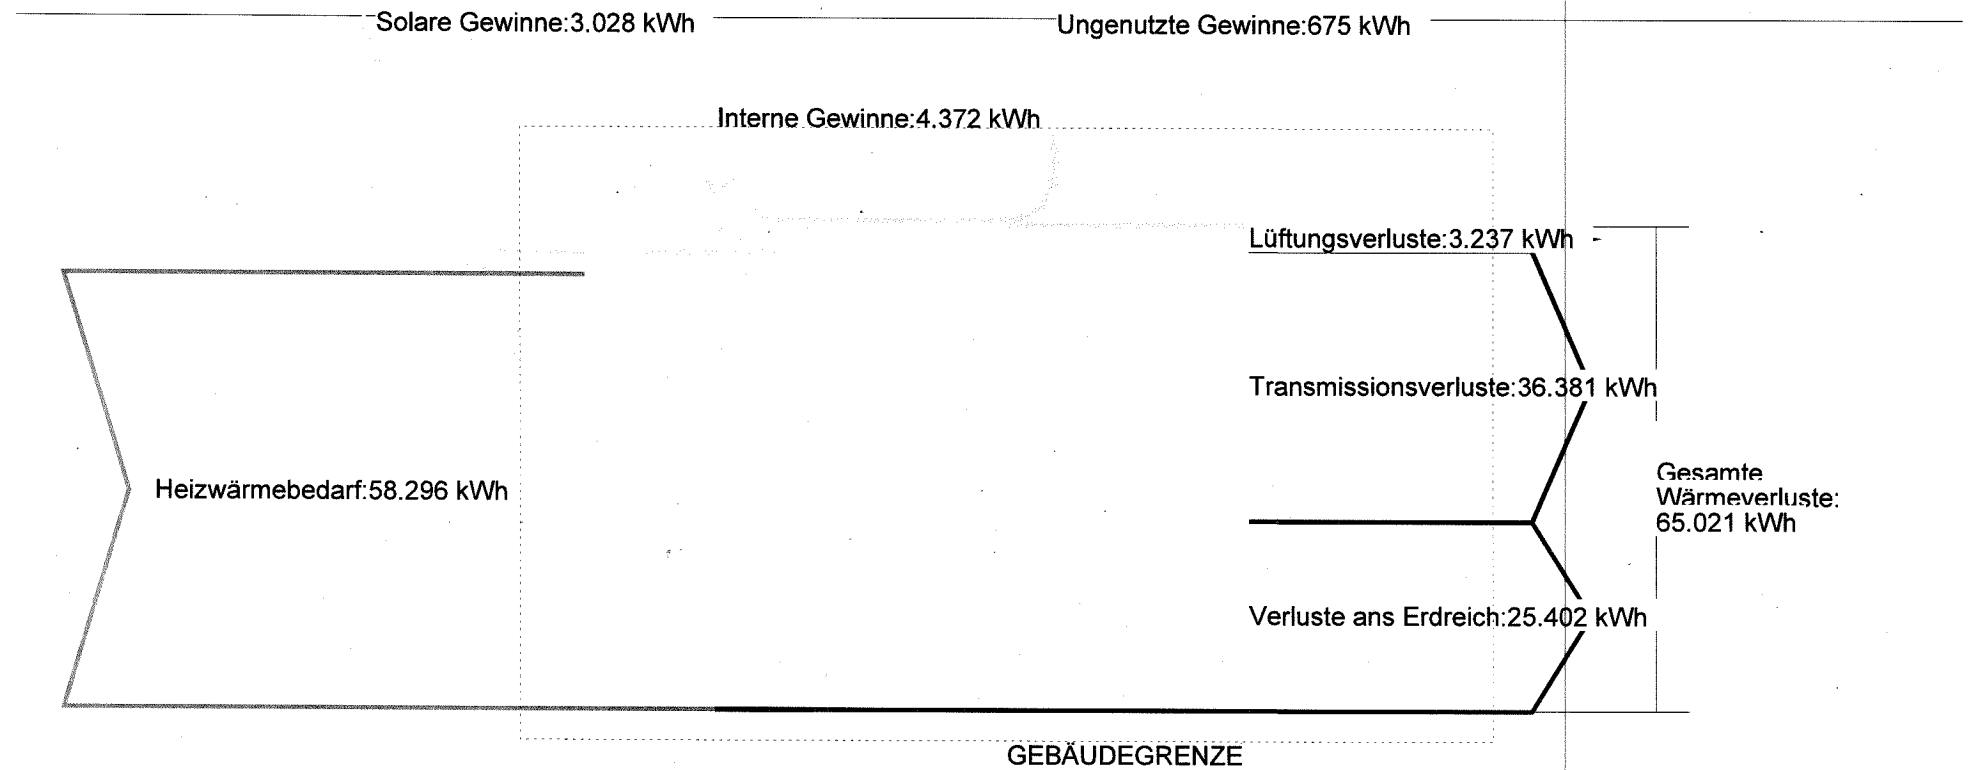 Solare Gewinne:3.028 kWh
Ungenutzte Gewinne:675 kWh
Interne Gewinne:4.372 kWh
Lüftungsverluste:3.237 kWh
Transmissionsverluste:36.381 kWh
Heizwärmebedarf:58.296 kWh
Gesamte
Wärmeverluste:
65.021 kWh
Verluste ans Erdreich:25.402 kWh
GEBÄUDEGRENZE